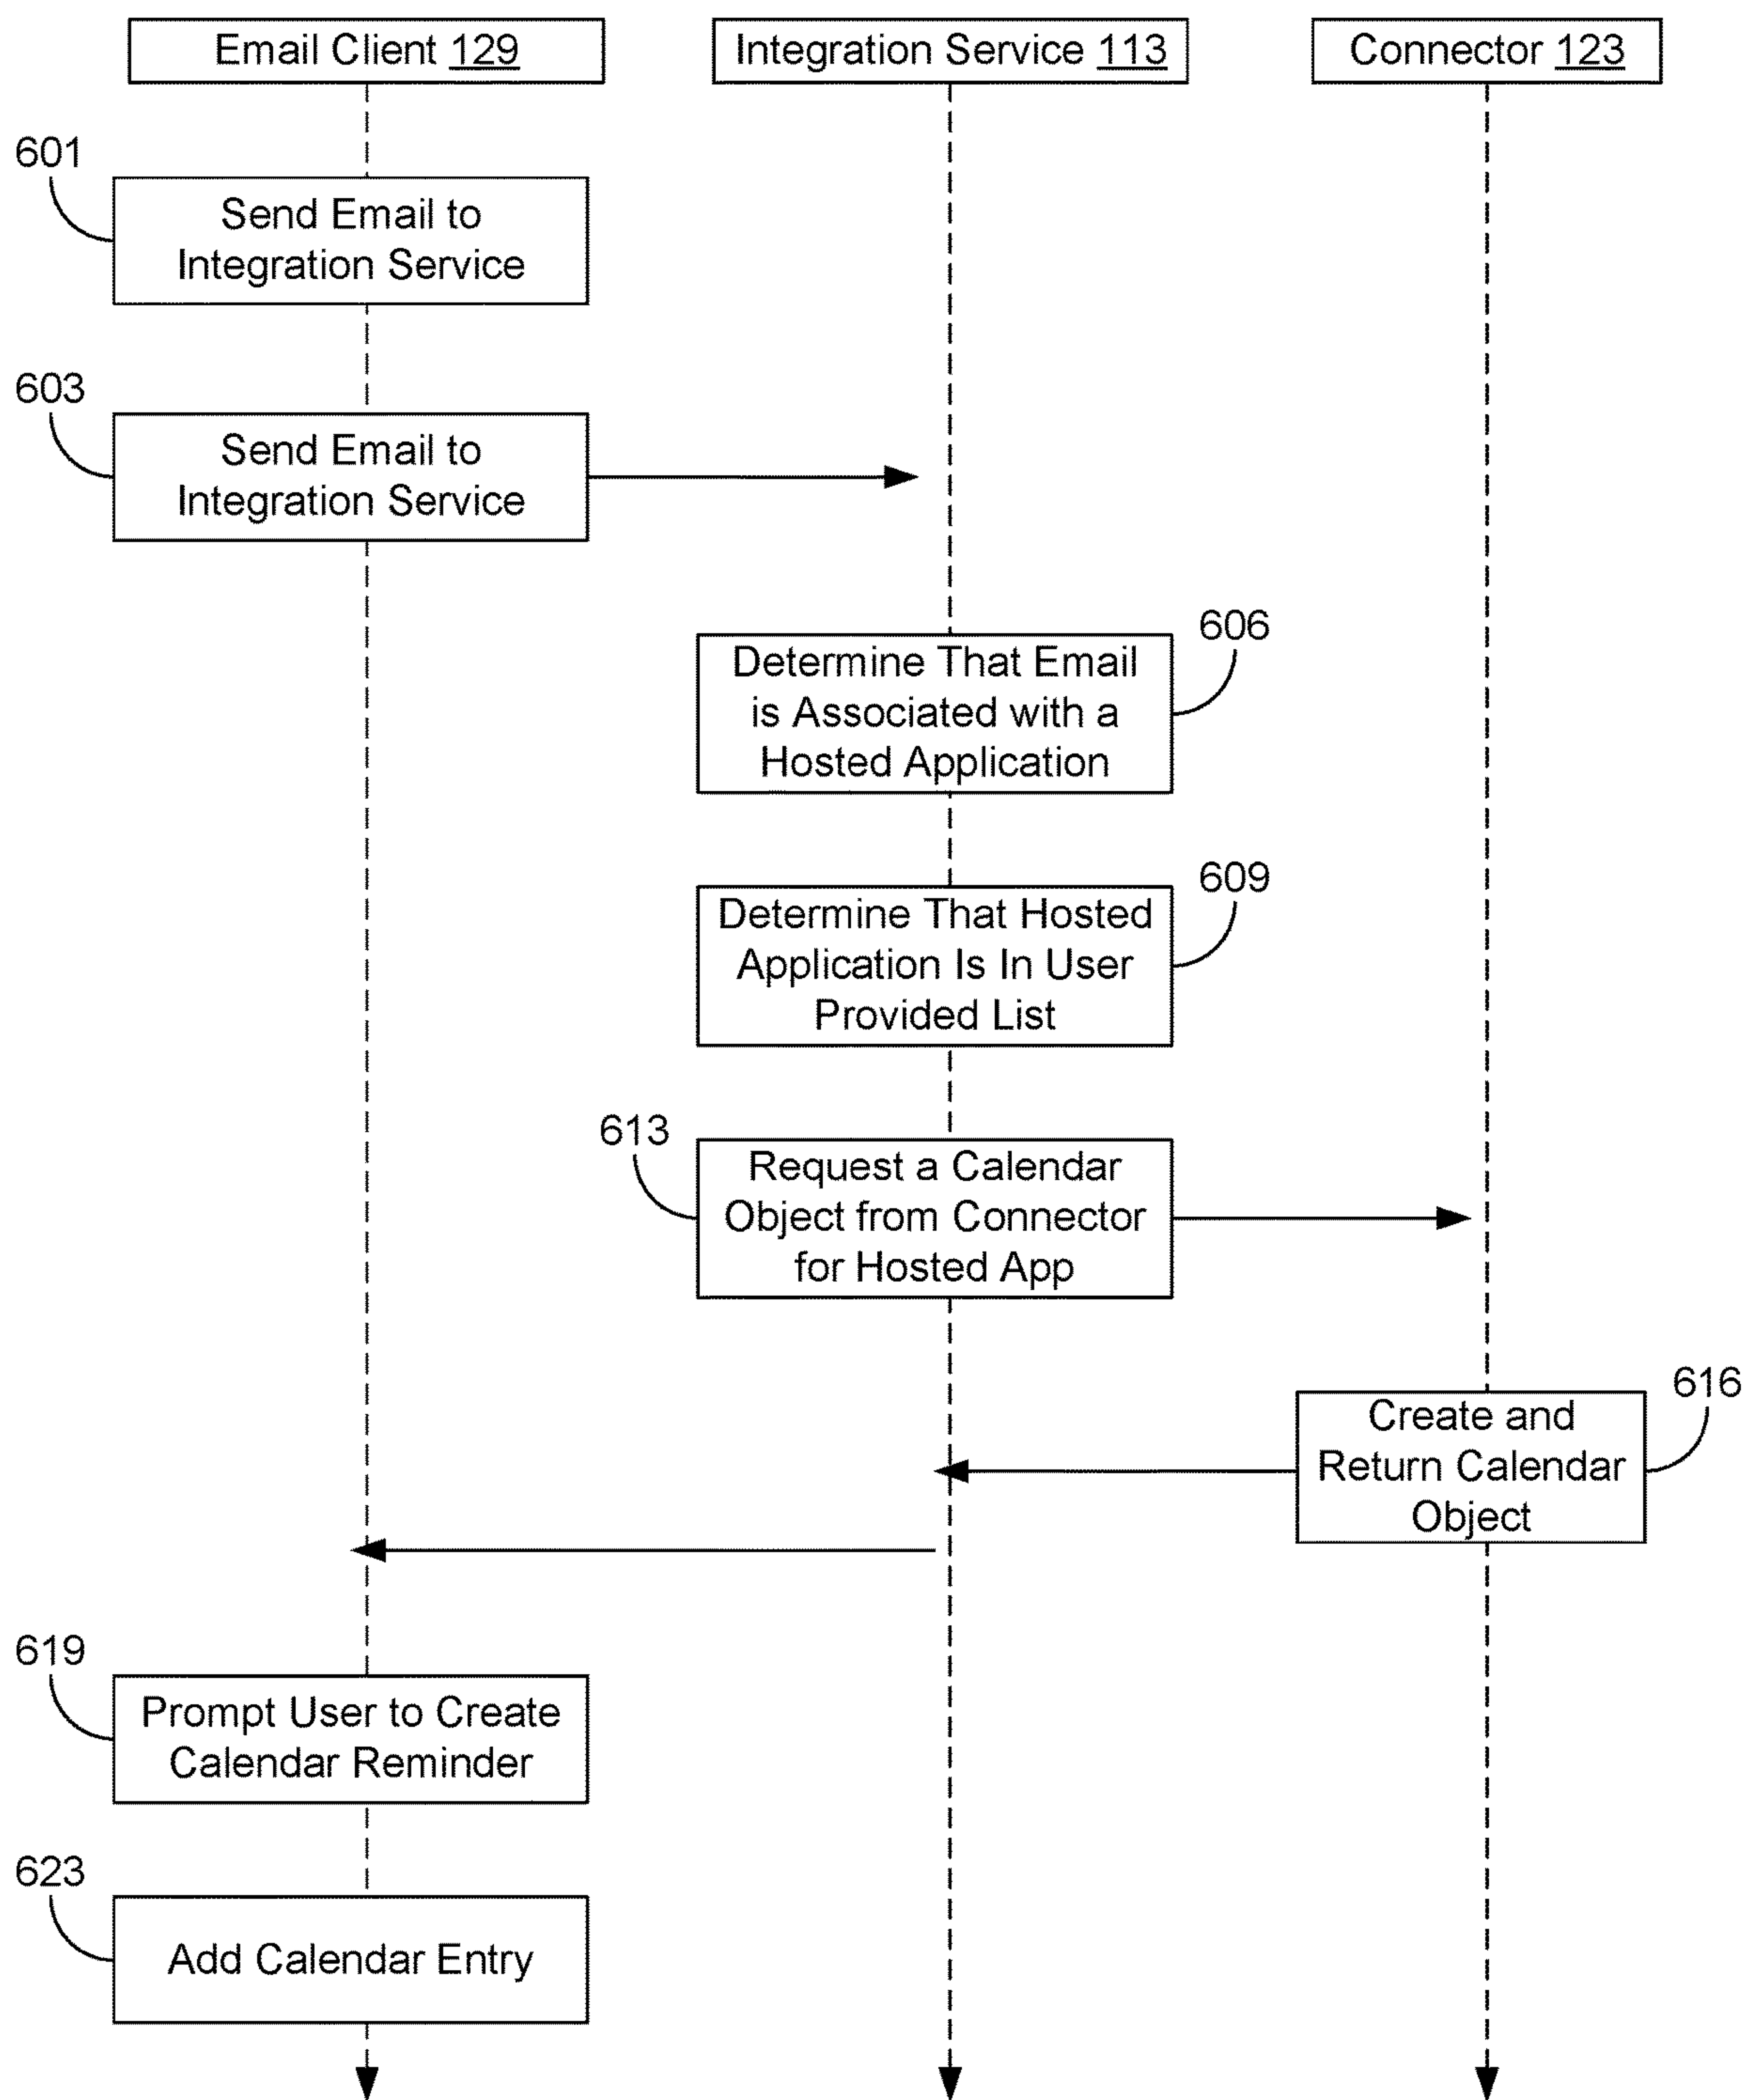 Email Client 129
Integration Service 113
Connector 123
601
Send Email to
Integration Service
603
Send Email to
Integration Service
606
Determine That Email
is Associated with a
Hosted Application
609
Determine That Hosted
Application Is In User
Provided List
613
Request a Calendar
Object from Connector
for Hosted App
616
Create and
Return Calendar
Object
619
Prompt User to Create
Calendar Reminder
623
Add Calendar Entry